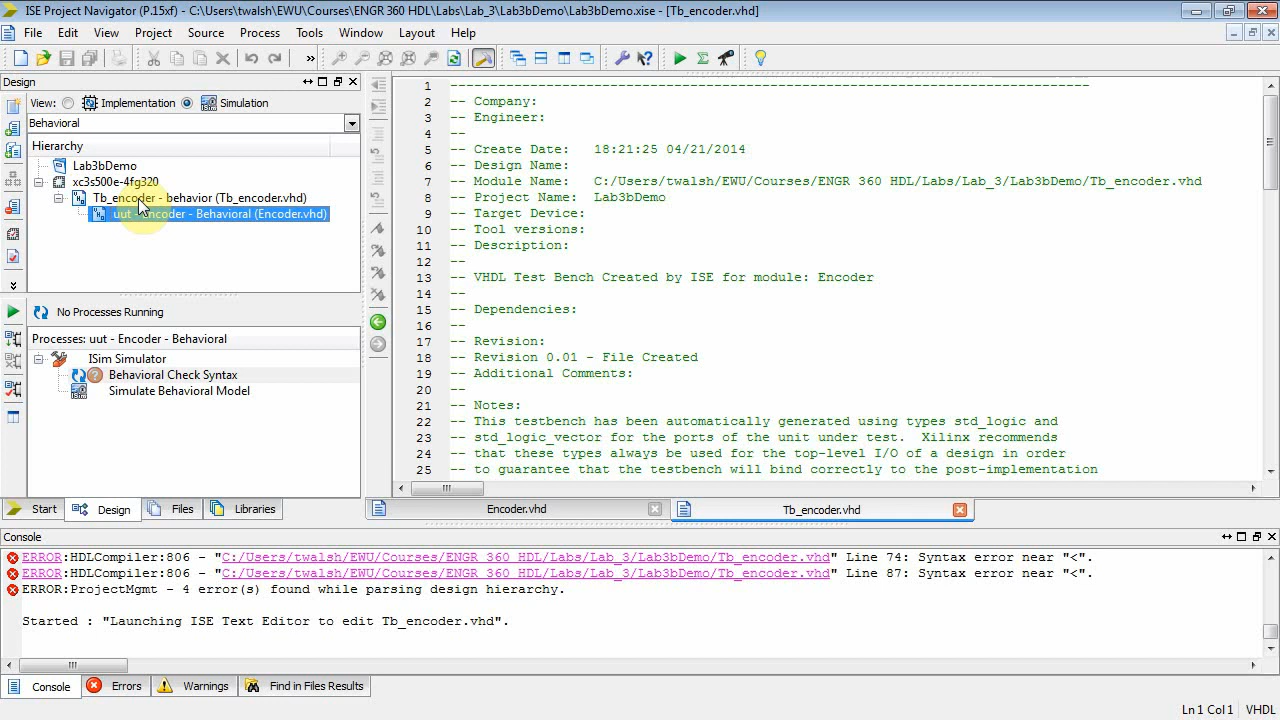 ISE Project Navigator (P.15xf) - C:\Users\twalsh\EWU\Courses\ENGR 360 HDL\Labs\Lab_3\Lab3bDemo\Lab3bDemo.xise - [Tb_encoder.vhd]
File Edit View Project Source Process Tools Window Layout Help
Design
View: Implementation Simulation
Behavioral
Hierarchy
Lab3bDemo
xc3s500e-4fg320
Tb_encoder - behavior (Tb_encoder.vhd)
uut - Encoder - Behavioral (Encoder.vhd)
No Processes Running
Processes: uut - Encoder - Behavioral
ISim Simulator
Behavioral Check Syntax
Simulate Behavioral Model
Start Design Files Libraries
1 --------------------------------------------------------------------------------
2 -- Company:
3 -- Engineer:
4 --
5 -- Create Date: 18:21:25 04/21/2014
6 -- Design Name:
7 -- Module Name: C:/Users/twalsh/EWU/Courses/ENGR 360 HDL/Labs/Lab_3/Lab3bDemo/Tb_encoder.vhd
8 -- Project Name: Lab3bDemo
9 -- Target Device:
10 -- Tool versions:
11 -- Description:
12 --
13 -- VHDL Test Bench Created by ISE for module: Encoder
14 --
15 -- Dependencies:
16 --
17 -- Revision:
18 -- Revision 0.01 - File Created
19 -- Additional Comments:
20 --
21 -- Notes:
22 -- This testbench has been automatically generated using types std_logic and
23 -- std_logic_vector for the ports of the unit under test. Xilinx recommends
24 -- that these types always be used for the top-level I/O of a design in order
25 -- to guarantee that the testbench will bind correctly to the post-implementation
Encoder.vhd Tb_encoder.vhd
Console
ERROR:HDLCompiler:806 - "C:/Users/twalsh/EWU/Courses/ENGR 360 HDL/Labs/Lab_3/Lab3bDemo/Tb_encoder.vhd" Line 74: Syntax error near "<".
ERROR:HDLCompiler:806 - "C:/Users/twalsh/EWU/Courses/ENGR 360 HDL/Labs/Lab_3/Lab3bDemo/Tb_encoder.vhd" Line 87: Syntax error near "<".
ERROR:ProjectMgmt - 4 error(s) found while parsing design hierarchy.
Started : "Launching ISE Text Editor to edit Tb_encoder.vhd".
Console Errors Warnings Find in Files Results
Ln 1 Col 1 VHDL